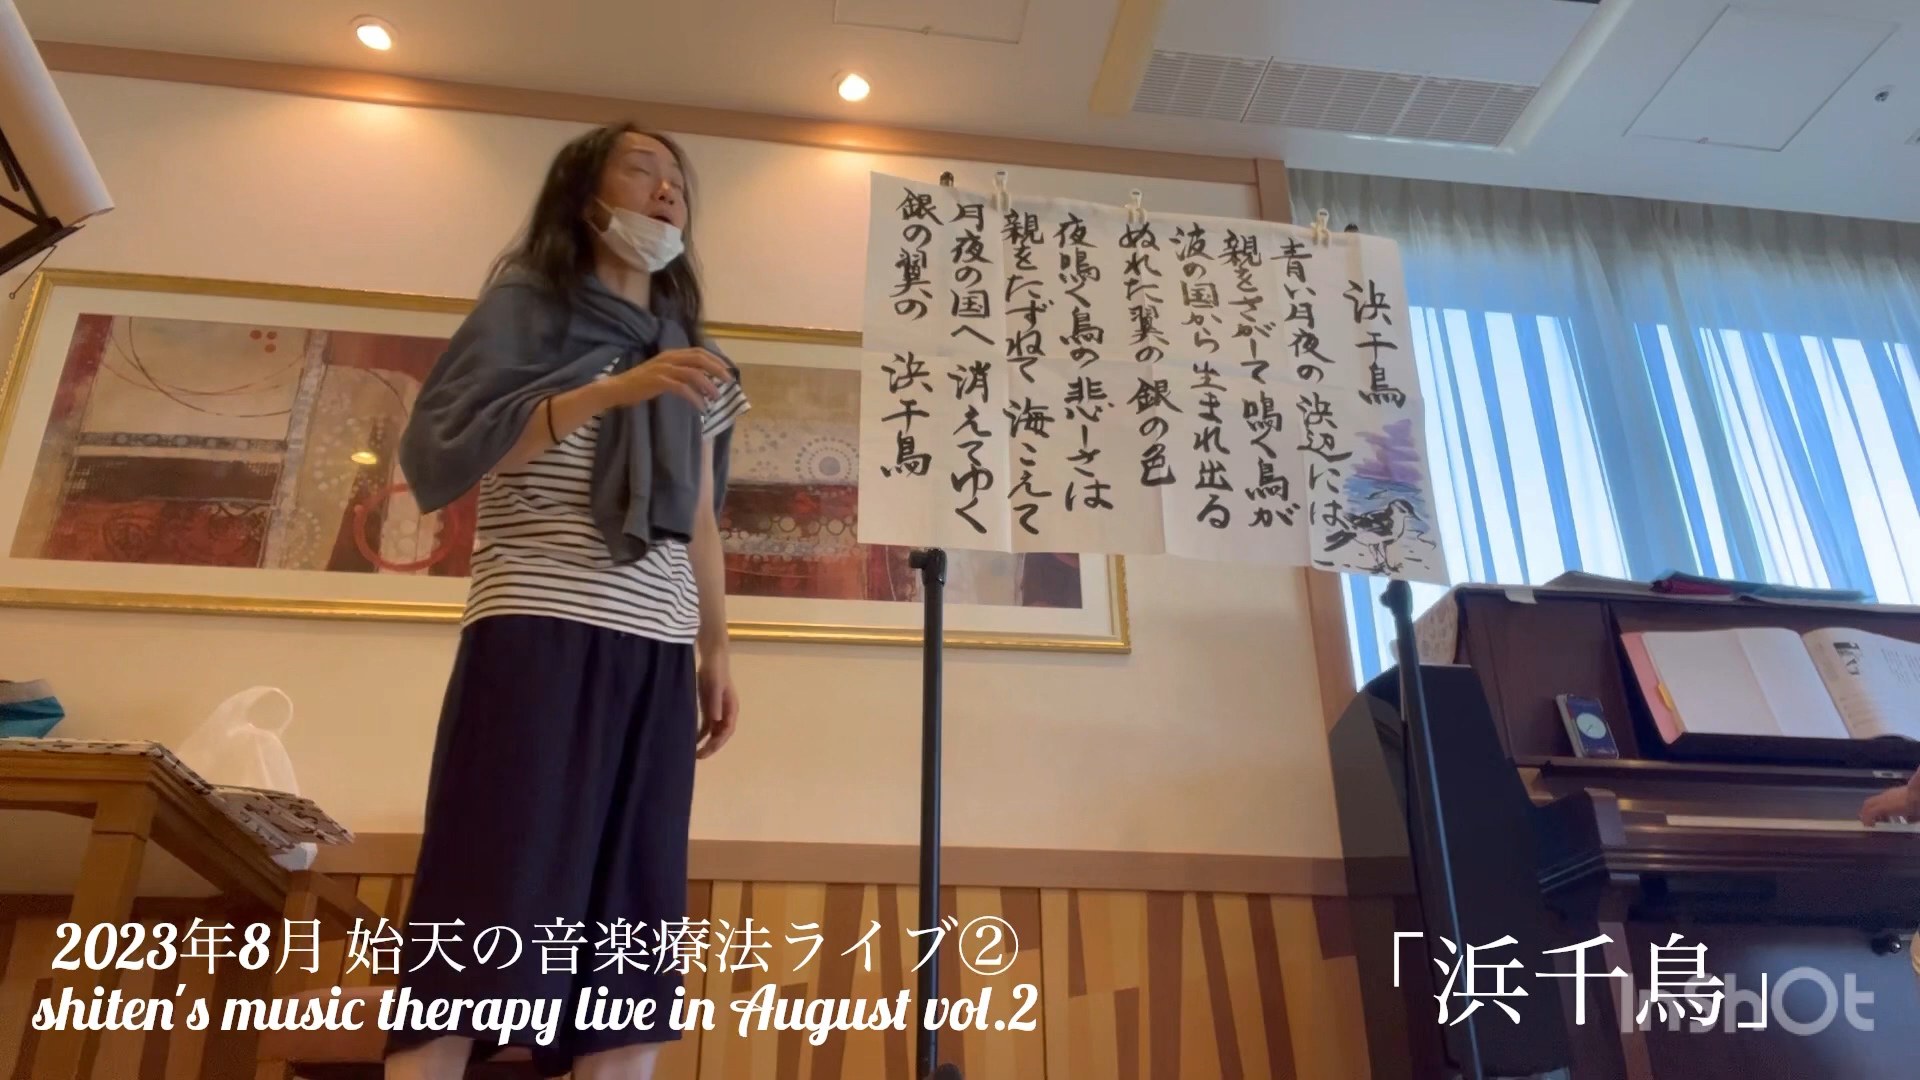 浜千鳥
青い月夜の浜辺には
親をさがして鳴く鳥が
波の国から生まれ出る
ぬれた翼の 銀の色
夜鳴く鳥の悲しさは
親をたずねて海こえて
月夜の国へ 消えてゆく
銀の翼の 浜千鳥
2023年8月 始天の音楽療法ライブ②
shiten's music therapy live in August vol.2
「浜千鳥」
InShOt